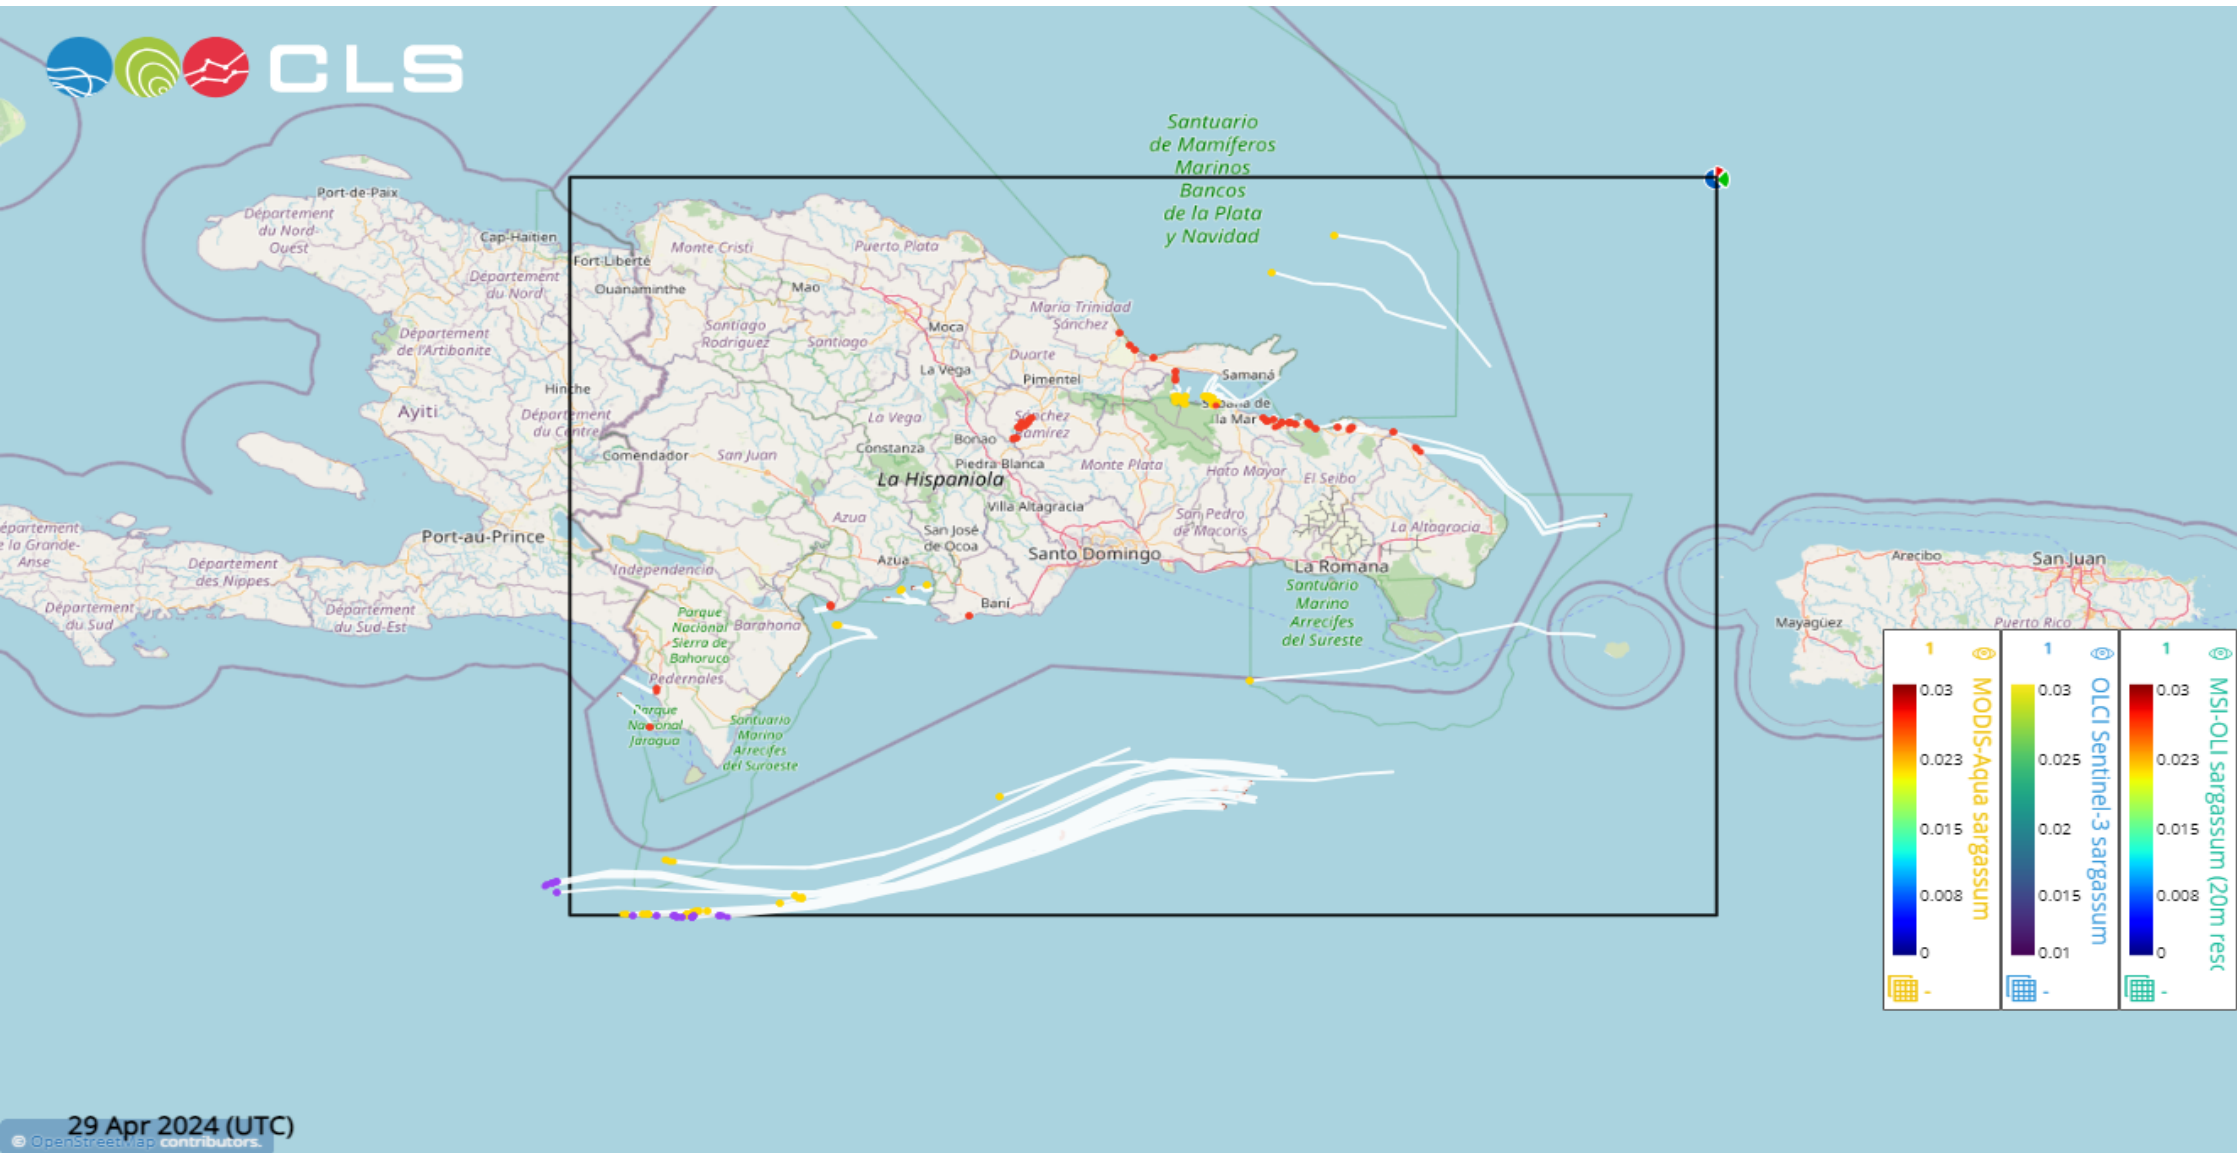 CLS
Santuario
de Mamíferos
Marinos
Bancos
de la Plata
y Navidad
Port-de-Paix
Département
du Nord-
Ouest
Cap-Haïtien
Monte Cristi
Puerto Plata
Fort-Liberté
Ouanaminthe
Département
du Nord
Mao
María Trinidad
Sánchez
Moca
Santiago
Rodríguez
Santiago
Département
de l'Artibonite
Duarte
La Vega
Pimentel
Samaná
Hinche
Ayiti
Département
du Centre
La Vega
Sánchez
Ramírez
Sabana de
la Mar
Bonao
Constanza
Comendador
San Juan
Piedra Blanca
Monte Plata
Hato Mayor
El Seibo
La Hispaniola
Villa Altagracia
Azua
San José
de Ocoa
San Pedro
de Macorís
La Altagracia
épartement
e la Grande-
Anse
Port-au-Prince
Département
des Nippes
Independencia
Azua
Santo Domingo
La Romana
Arecibo
San Juan
Département
du Sud
Département
du Sud-Est
Parque
Nacional
Sierra de
Bahoruco
Barahona
Baní
Santuario
Marino
Arrecifes
del Sureste
Mayagüez
Puerto Rico
Pedernales
Parque
Nacional
Jaragua
Santuario
Marino
Arrecifes
del Suroeste
1
0.03
0.023
0.015
0.008
0
-
MODIS-Aqua sargassum
1
0.03
0.025
0.02
0.015
0.01
-
OLCI Sentinel-3 sargassum
1
0.03
0.023
0.015
0.008
0
-
MSI-OLI sargassum (20m resc
29 Apr 2024 (UTC)
© OpenStreetMap contributors.